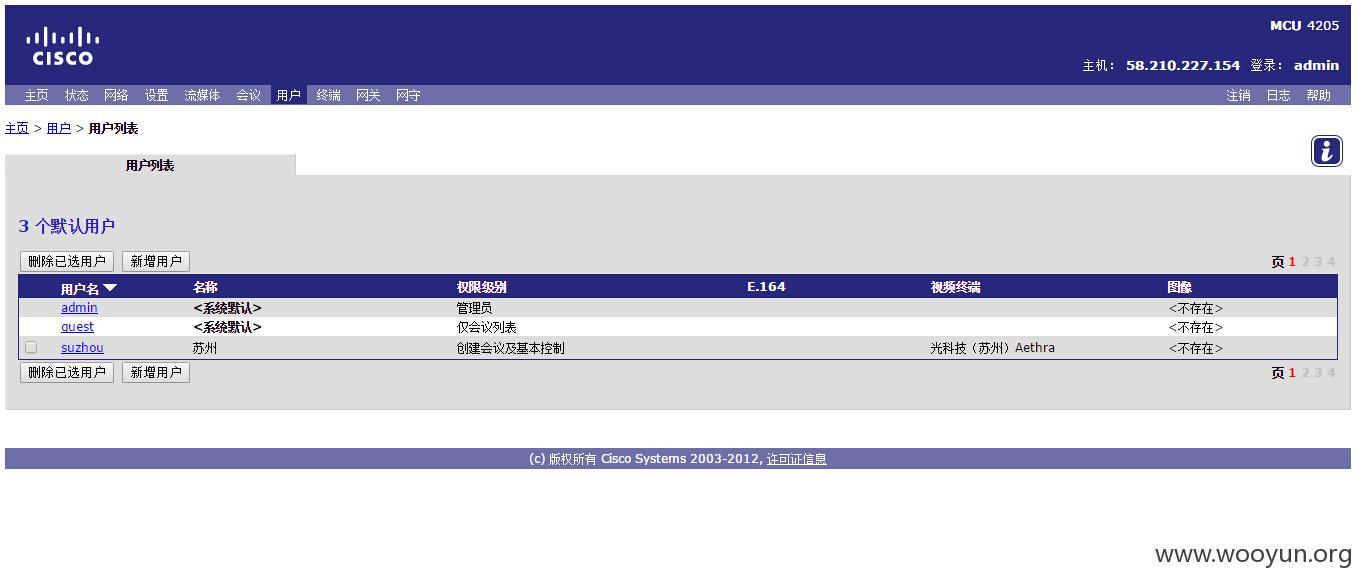 MCU 4205
CISCO
主机： 58.210.227.154 登录： admin
主页 状态 网络 设置 流媒体 会议 用户 终端 网关 网守 注销 日志 帮助
主页 > 用户 > 用户列表
i
用户列表
3 个默认用户
删除已选用户 新增用户 页 1 2 3 4
用户名 名称 权限级别 E.164 视频终端 图像
admin <系统默认> 管理员 <不存在>
guest <系统默认> 仅会议列表 <不存在>
suzhou 苏州 创建会议及基本控制 光科技（苏州）Aethra <不存在>
删除已选用户 新增用户 页 1 2 3 4
(c) 版权所有 Cisco Systems 2003-2012, 许可证信息
www.wooyun.org